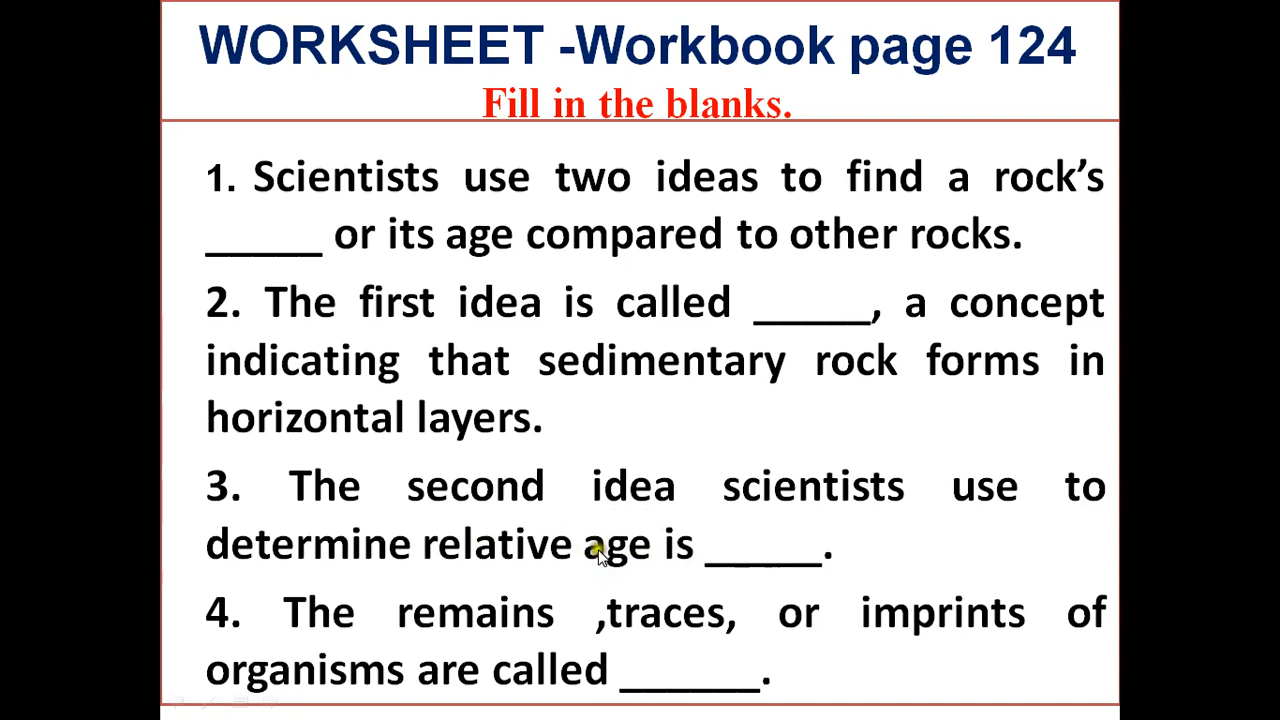 WORKSHEET -Workbook page 124
Fill in the blanks.
1. Scientists use two ideas to find a rock’s
_____ or its age compared to other rocks.
2. The first idea is called _____, a concept
indicating that sedimentary rock forms in
horizontal layers.
3. The second idea scientists use to
determine relative age is _____.
4. The remains ,traces, or imprints of
organisms are called ______.